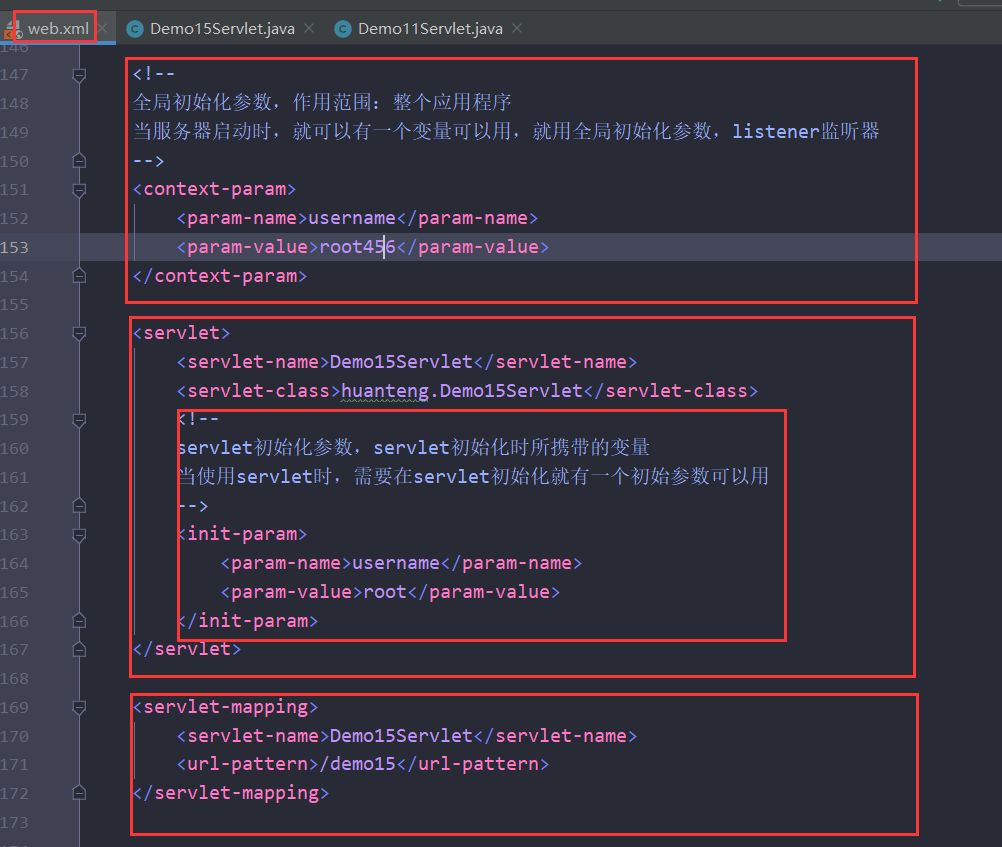 web.xml Demo15Servlet.java Demo11Servlet.java
146
147 <!--
148 全局初始化参数，作用范围：整个应用程序
149 当服务器启动时，就可以有一个变量可以用，就用全局初始化参数，listener监听器
150 -->
151 <context-param>
152 <param-name>username</param-name>
153 <param-value>root456</param-value>
154 </context-param>
155
156 <servlet>
157 <servlet-name>Demo15Servlet</servlet-name>
158 <servlet-class>huanteng.Demo15Servlet</servlet-class>
159 <!--
160 servlet初始化参数，servlet初始化时所携带的变量
161 当使用servlet时，需要在servlet初始化就有一个初始参数可以用
162 -->
163 <init-param>
164 <param-name>username</param-name>
165 <param-value>root</param-value>
166 </init-param>
167 </servlet>
168
169 <servlet-mapping>
170 <servlet-name>Demo15Servlet</servlet-name>
171 <url-pattern>/demo15</url-pattern>
172 </servlet-mapping>
173